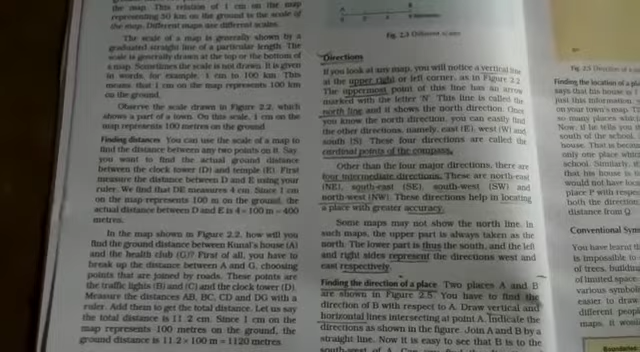 the map. This relation of 1 cm on the map
representing 50 km on the ground is the scale of
the map. Different maps use different scales.
The scale of a map is generally shown by a
graduated straight line of a particular length. The
scale is generally drawn at the top or the bottom of
a map. Sometimes the scale is not drawn. It is given
in words, for example, 1 cm to 100 km. This
means that 1 cm on the map represents 100 km
on the ground.
Observe the scale drawn in Figure 2.2, which
shows a part of a town. On this scale, 1 cm on the
map represents 100 metres on the ground.
Finding distances You can use the scale of a map to
find the distance between any two points on it. Say,
you want to find the actual ground distance
between the clock tower (D) and temple (E). First
measure the distance between D and E using your
ruler. We find that DE measures 4 cm. Since 1 cm
on the map represents 100 m on the ground, the
actual distance between D and E is 4 × 100 m = 400
metres.
In the map shown in Figure 2.2, how will you
find the ground distance between Kunal's house (A)
and the health club (G)? First of all, you have to
break up the distance between A and G, choosing
points that are joined by roads. These points are
the traffic lights (B) and (C) and the clock tower (D).
Measure the distances AB, BC, CD and DG with a
ruler. Add them to get the total distance. Let us say
the total distance is 11.2 cm. Since 1 cm on the
map represents 100 metres on the ground, the
ground distance is 11.2 × 100 m = 1120 metres.
A B
Fig. 2.3 Different scales
Directions
If you look at any map, you will notice a vertical line
at the upper right or left corner, as in Figure 2.2.
The uppermost point of this line has an arrow
marked with the letter 'N'. This line is called the
north line and it shows the north direction. Once
you know the north direction, you can easily find
the other directions, namely, east (E), west (W) and
south (S). These four directions are called the
cardinal points of the compass.
Other than the four major directions, there are
four intermediate directions. These are north-east
(NE), south-east (SE), south-west (SW) and
north-west (NW). These directions help in locating
a place with greater accuracy.
Some maps may not show the north line. In
such maps, the upper part is always taken as the
north. The lower part is thus the south, and the left
and right sides represent the directions west and
east respectively.
Finding the direction of a place Two places A and B
are shown in Figure 2.5. You have to find the
direction of B with respect to A. Draw vertical and
horizontal lines intersecting at point A. Indicate the
directions as shown in the figure. Join A and B by a
straight line. Now it is easy to see that B is to the
south-west of A.
Finding the location of a pla
says that his house is
just this information,
on your town's map. T
so many places which
Now, if he tells you
south of the school,
house. That is becau
only one place which
school. Similarly, if
that his house is
would not have
place P with respec
both the direction
distance from Q.
Conventional Sym
You have learnt
is impossible to
of trees, buildin
of limited space
various symbol
easier to draw
different peopl
maps, it wou
Boundaries